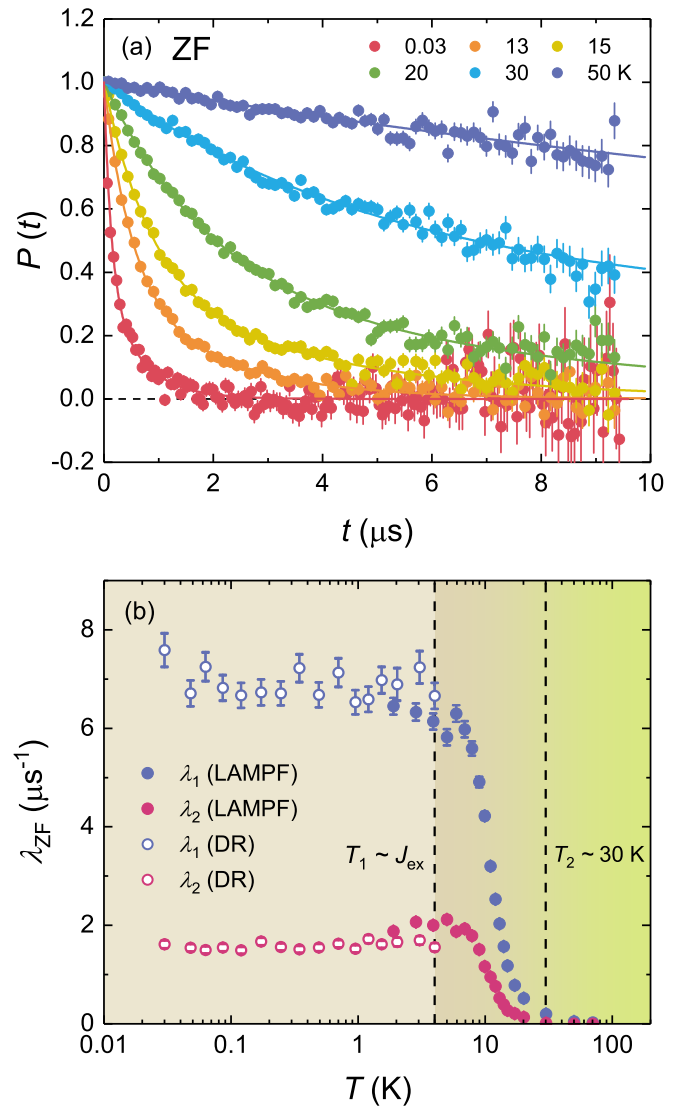 (a) ZF
0.03 13 15
20 30 50 K
1.0
0.8
0.6
0.4
0.2
0.0
-0.2
P (t)
0 2 4 6 8 10
t (μs)
(b)
8
6
4
2
0
λZF (μs⁻¹)
λ₁ (LAMPF)
λ₂ (LAMPF)
λ₁ (DR)
λ₂ (DR)
T₁ ~ Jex
T₂ ~ 30 K
0.01 0.1 1 10 100
T (K)